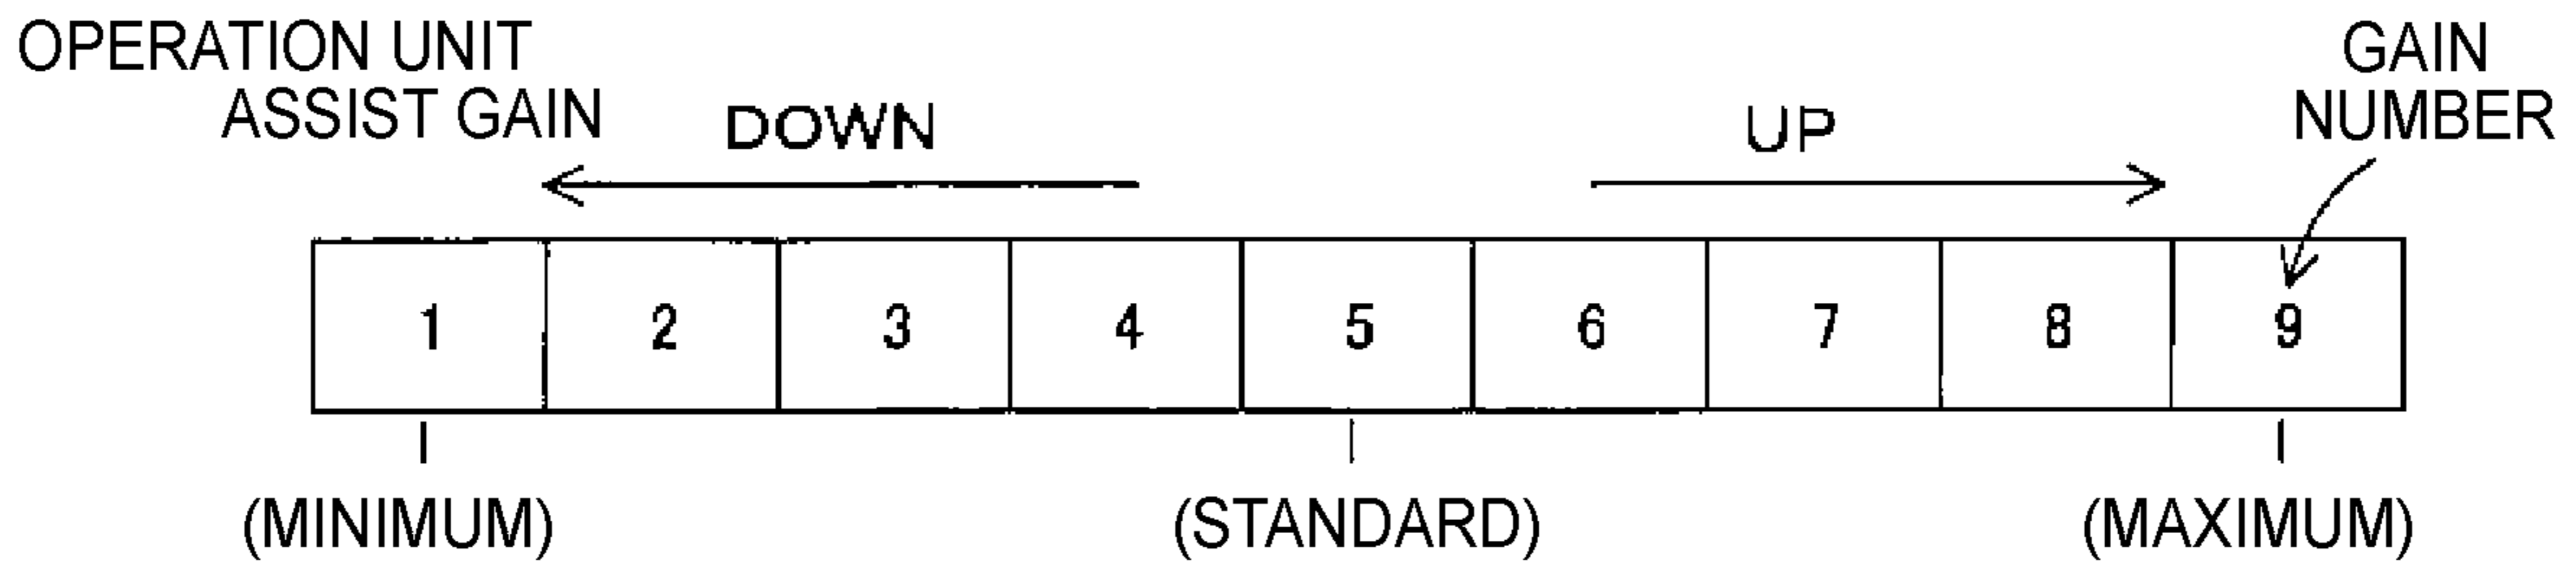 OPERATION UNIT
ASSIST GAIN
DOWN
UP
GAIN
NUMBER
1 2 3 4 5 6 7 8 9
(MINIMUM) (STANDARD) (MAXIMUM)